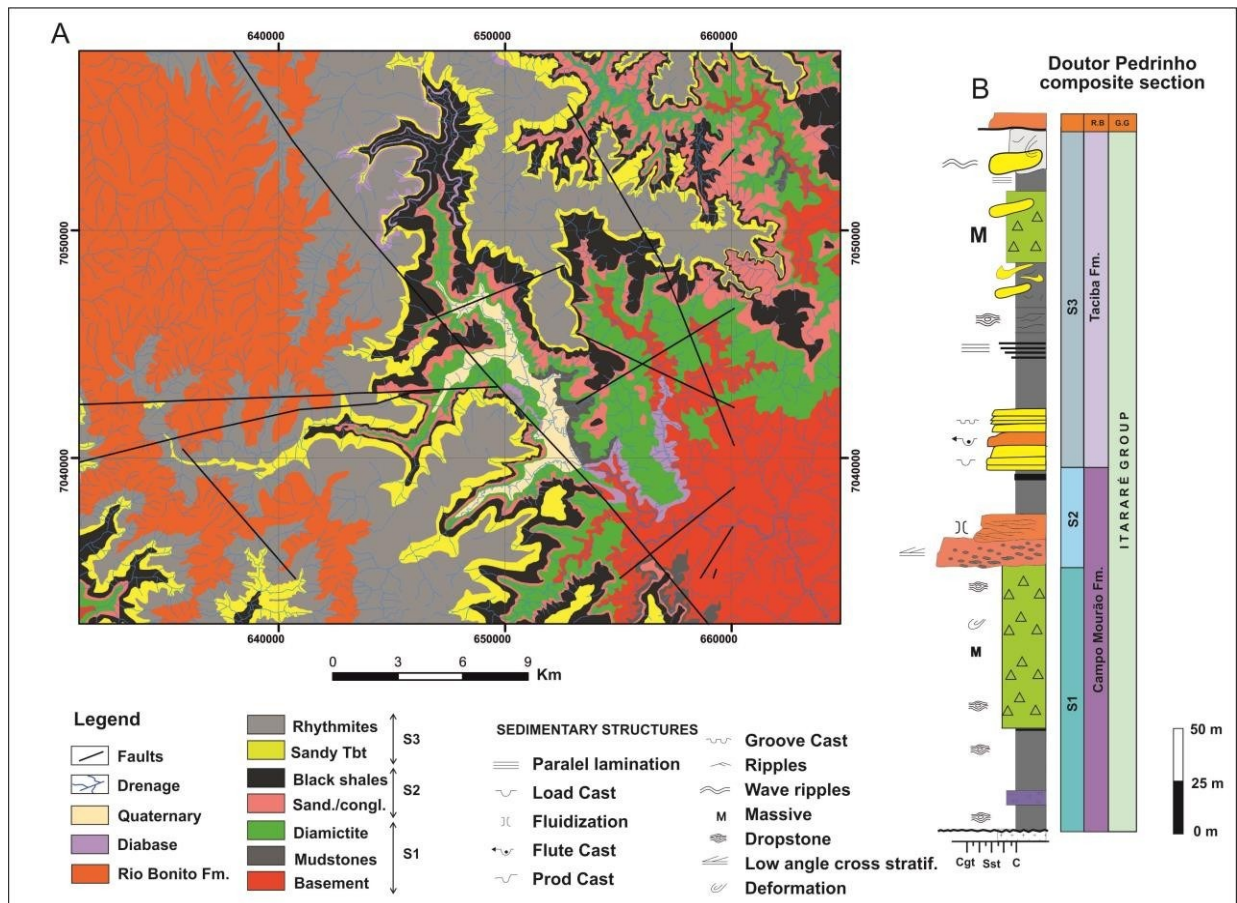 A
640000
650000
660000
7050000
7040000
7050000
7040000
640000
650000
660000
0
3
6
9
Km
B
Doutor Pedrinho
composite section
R.B
G.G
M
S3
Taciba Fm.
S2
ITARARÉ GROUP
M
S1
Campo Mourão Fm.
Cgt
Sst
C
50 m
25 m
0 m
Legend
Faults
Drenage
Quaternary
Diabase
Rio Bonito Fm.
Rhythmites
Sandy Tbt
S3
Black shales
Sand./congl.
S2
Diamictite
Mudstones
S1
Basement
SEDIMENTARY STRUCTURES
Paralel lamination
Load Cast
Fluidization
Flute Cast
Prod Cast
Groove Cast
Ripples
Wave ripples
M Massive
Dropstone
Low angle cross stratif.
Deformation